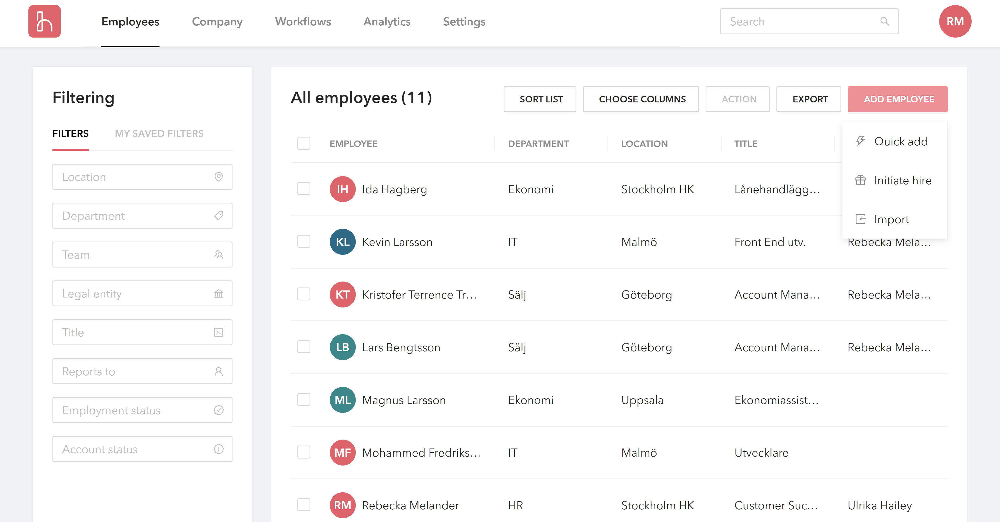 Employees
Company
Workflows
Analytics
Settings
Search
RM
Filtering
FILTERS
MY SAVED FILTERS
Location
Department
Team
Legal entity
Title
Reports to
Employment status
Account status
All employees (11)
SORT LIST
CHOOSE COLUMNS
ACTION
EXPORT
ADD EMPLOYEE
Quick add
Initiate hire
Import
EMPLOYEE DEPARTMENT LOCATION TITLE
IH Ida Hagberg Ekonomi Stockholm HK Lånehandlägg...
KL Kevin Larsson IT Malmö Front End utv. Rebecka Mela...
KT Kristofer Terrence Tr... Sälj Göteborg Account Mana... Rebecka Mela...
LB Lars Bengtsson Sälj Göteborg Account Mana... Rebecka Mela...
ML Magnus Larsson Ekonomi Uppsala Ekonomiassist...
MF Mohammed Fredriks... IT Malmö Utvecklare
RM Rebecka Melander HR Stockholm HK Customer Suc... Ulrika Hailey